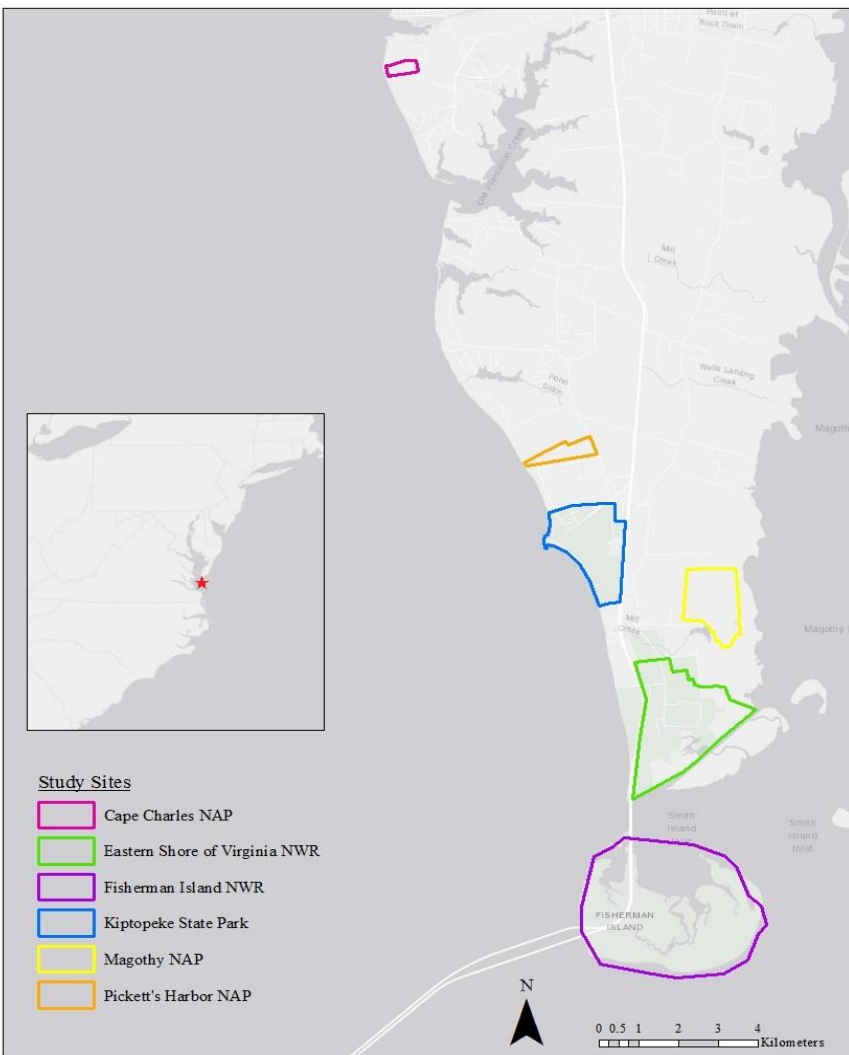 Point of
Rock Drain
Old Plantation Creek
Mill
Creek
Walls Landing
Creek
Pond
Drain
Magothy
Mill
Creek
Magothy
Smith
Island
Inlet
Smith
Island
Inlet
FISHERMAN
ISLAND
Study Sites
Cape Charles NAP
Eastern Shore of Virginia NWR
Fisherman Island NWR
Kiptopeke State Park
Magothy NAP
Pickett's Harbor NAP
N
0 0.5 1 2 3 4
Kilometers